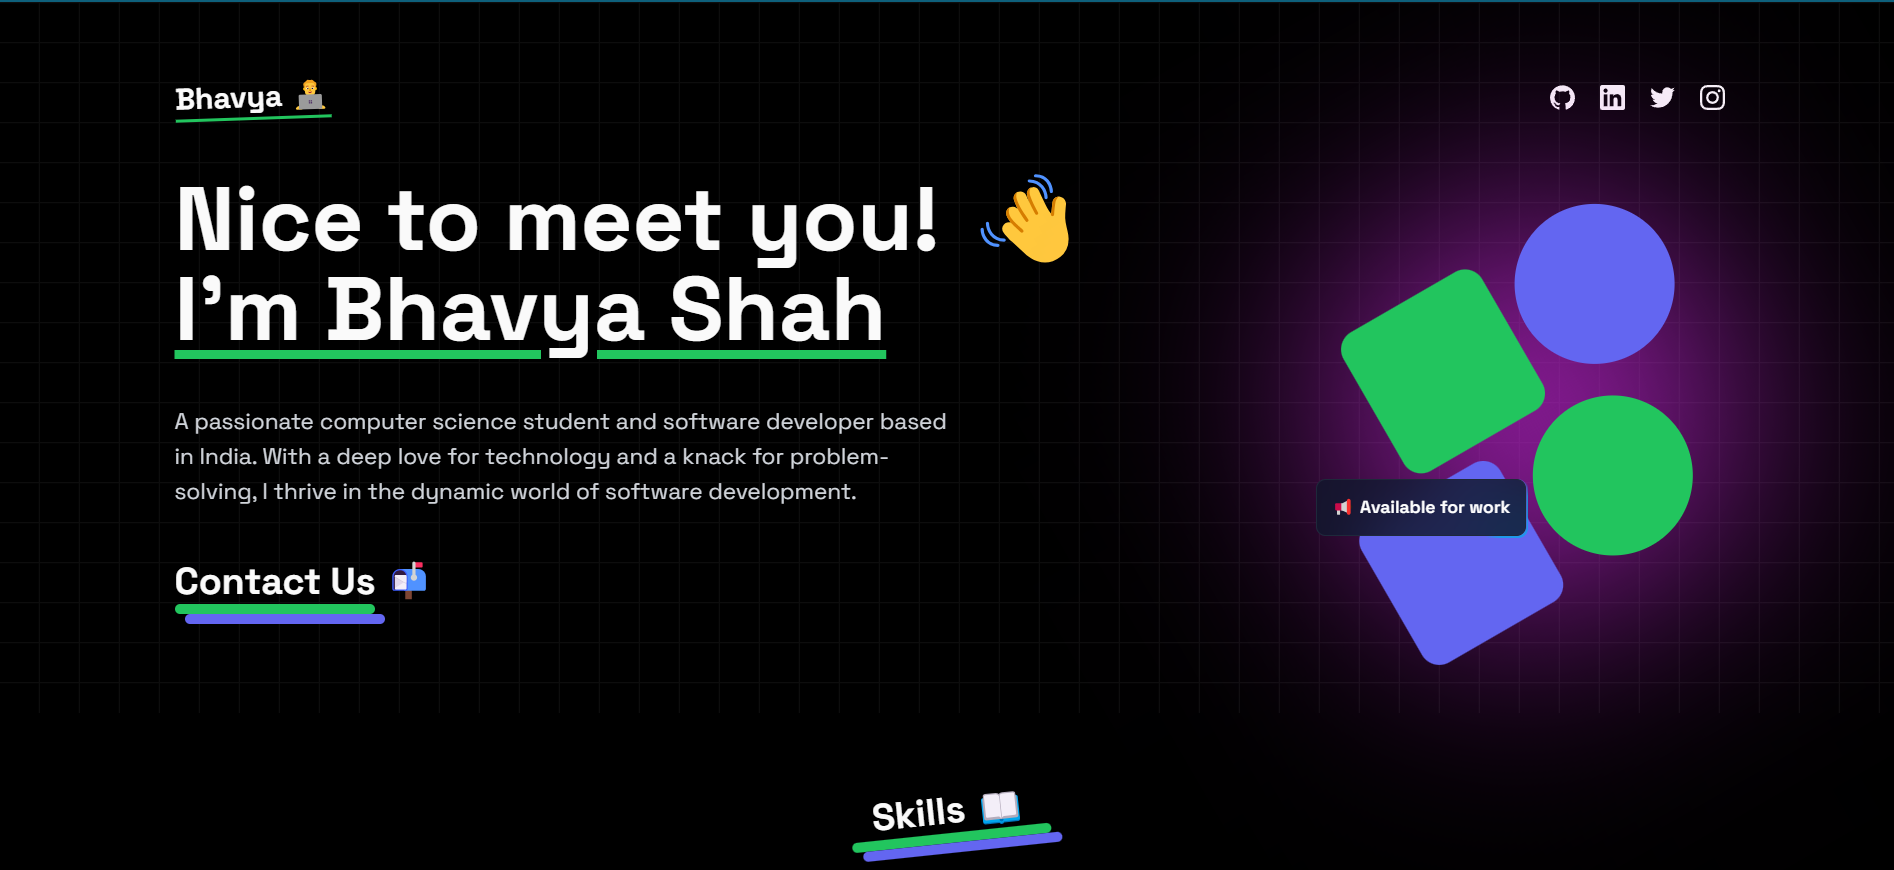 Bhavya
Nice to meet you!
I'm Bhavya Shah
A passionate computer science student and software developer based
in India. With a deep love for technology and a knack for problem-
solving, I thrive in the dynamic world of software development.
Available for work
Contact Us
Skills